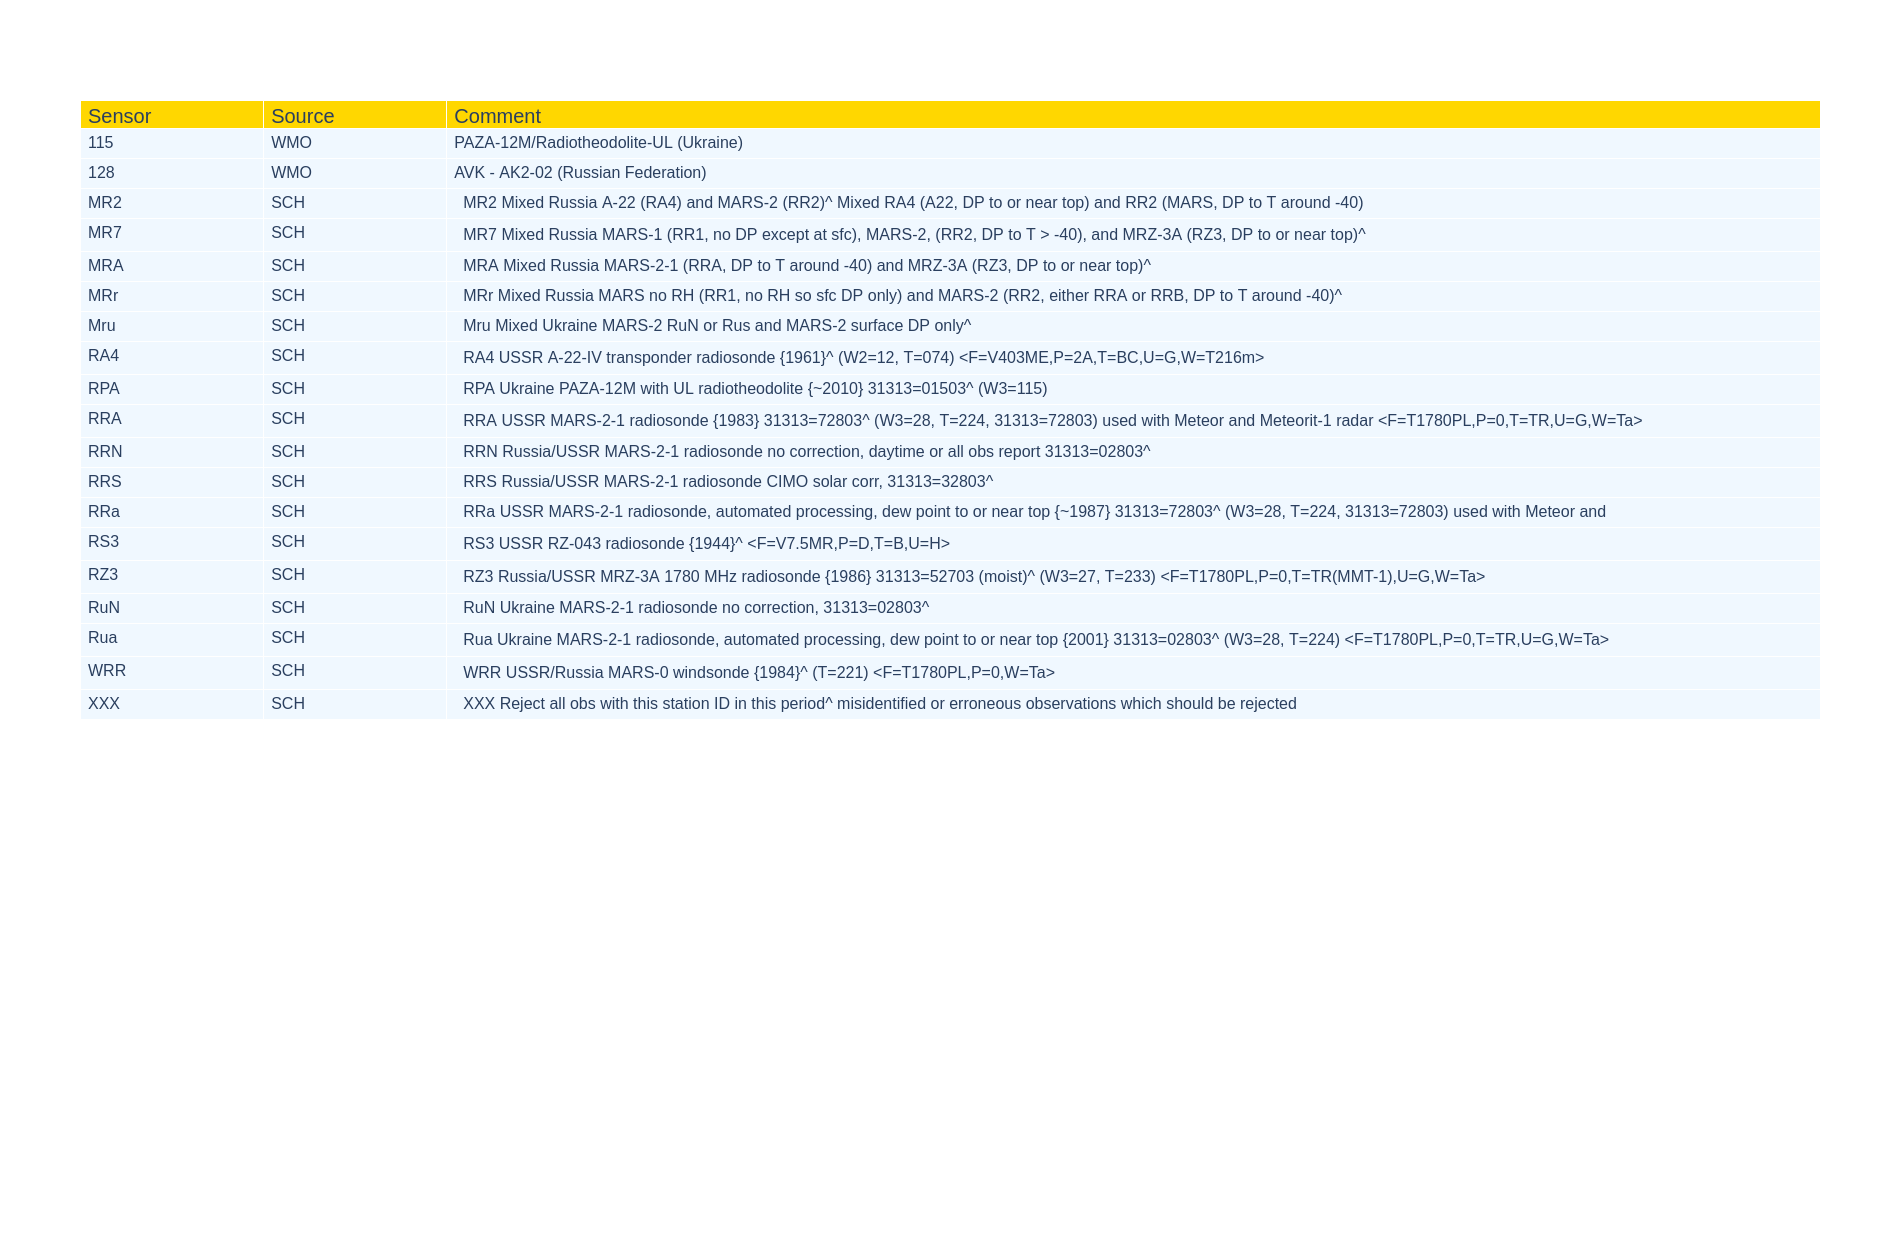 Sensor Source Comment
115 WMO PAZA-12M/Radiotheodolite-UL (Ukraine)
128 WMO AVK - AK2-02 (Russian Federation)
MR2 SCH MR2 Mixed Russia A-22 (RA4) and MARS-2 (RR2)^ Mixed RA4 (A22, DP to or near top) and RR2 (MARS, DP to T around -40)
MR7 SCH MR7 Mixed Russia MARS-1 (RR1, no DP except at sfc), MARS-2, (RR2, DP to T > -40), and MRZ-3A (RZ3, DP to or near top)^
MRA SCH MRA Mixed Russia MARS-2-1 (RRA, DP to T around -40) and MRZ-3A (RZ3, DP to or near top)^
MRr SCH MRr Mixed Russia MARS no RH (RR1, no RH so sfc DP only) and MARS-2 (RR2, either RRA or RRB, DP to T around -40)^
Mru SCH Mru Mixed Ukraine MARS-2 RuN or Rus and MARS-2 surface DP only^
RA4 SCH RA4 USSR A-22-IV transponder radiosonde {1961}^ (W2=12, T=074) <F=V403ME,P=2A,T=BC,U=G,W=T216m>
RPA SCH RPA Ukraine PAZA-12M with UL radiotheodolite {~2010} 31313=01503^ (W3=115)
RRA SCH RRA USSR MARS-2-1 radiosonde {1983} 31313=72803^ (W3=28, T=224, 31313=72803) used with Meteor and Meteorit-1 radar <F=T1780PL,P=0,T=TR,U=G,W=Ta>
RRN SCH RRN Russia/USSR MARS-2-1 radiosonde no correction, daytime or all obs report 31313=02803^
RRS SCH RRS Russia/USSR MARS-2-1 radiosonde CIMO solar corr, 31313=32803^
RRa SCH RRa USSR MARS-2-1 radiosonde, automated processing, dew point to or near top {~1987} 31313=72803^ (W3=28, T=224, 31313=72803) used with Meteor and
RS3 SCH RS3 USSR RZ-043 radiosonde {1944}^ <F=V7.5MR,P=D,T=B,U=H>
RZ3 SCH RZ3 Russia/USSR MRZ-3A 1780 MHz radiosonde {1986} 31313=52703 (moist)^ (W3=27, T=233) <F=T1780PL,P=0,T=TR(MMT-1),U=G,W=Ta>
RuN SCH RuN Ukraine MARS-2-1 radiosonde no correction, 31313=02803^
Rua SCH Rua Ukraine MARS-2-1 radiosonde, automated processing, dew point to or near top {2001} 31313=02803^ (W3=28, T=224) <F=T1780PL,P=0,T=TR,U=G,W=Ta>
WRR SCH WRR USSR/Russia MARS-0 windsonde {1984}^ (T=221) <F=T1780PL,P=0,W=Ta>
XXX SCH XXX Reject all obs with this station ID in this period^ misidentified or erroneous observations which should be rejected